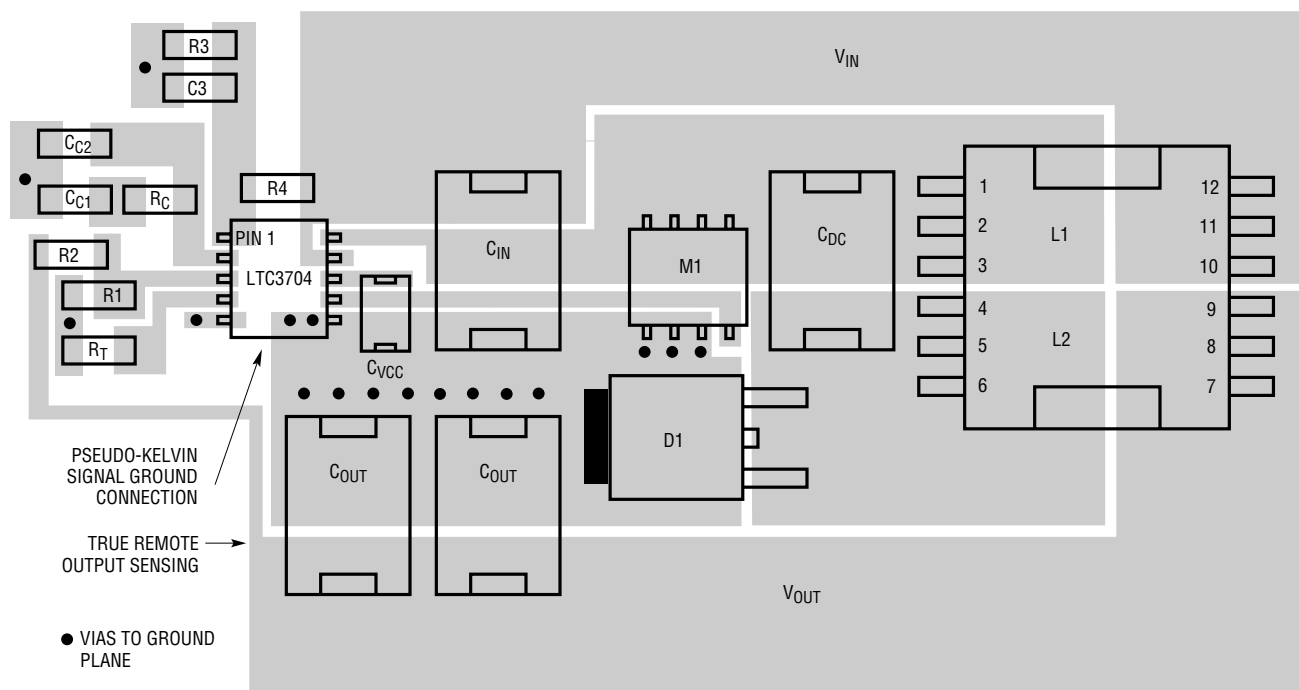 R3
V_IN
C3
C_C2
R4
C_C1
R_C
1
12
PIN 1
2
L1
11
R2
C_IN
C_DC
M1
3
10
LTC3704
R1
4
9
R_T
5
L2
8
C_VCC
6
7
D1
PSEUDO-KELVIN
SIGNAL GROUND
CONNECTION
C_OUT
C_OUT
TRUE REMOTE
OUTPUT SENSING
V_OUT
VIAS TO GROUND
PLANE